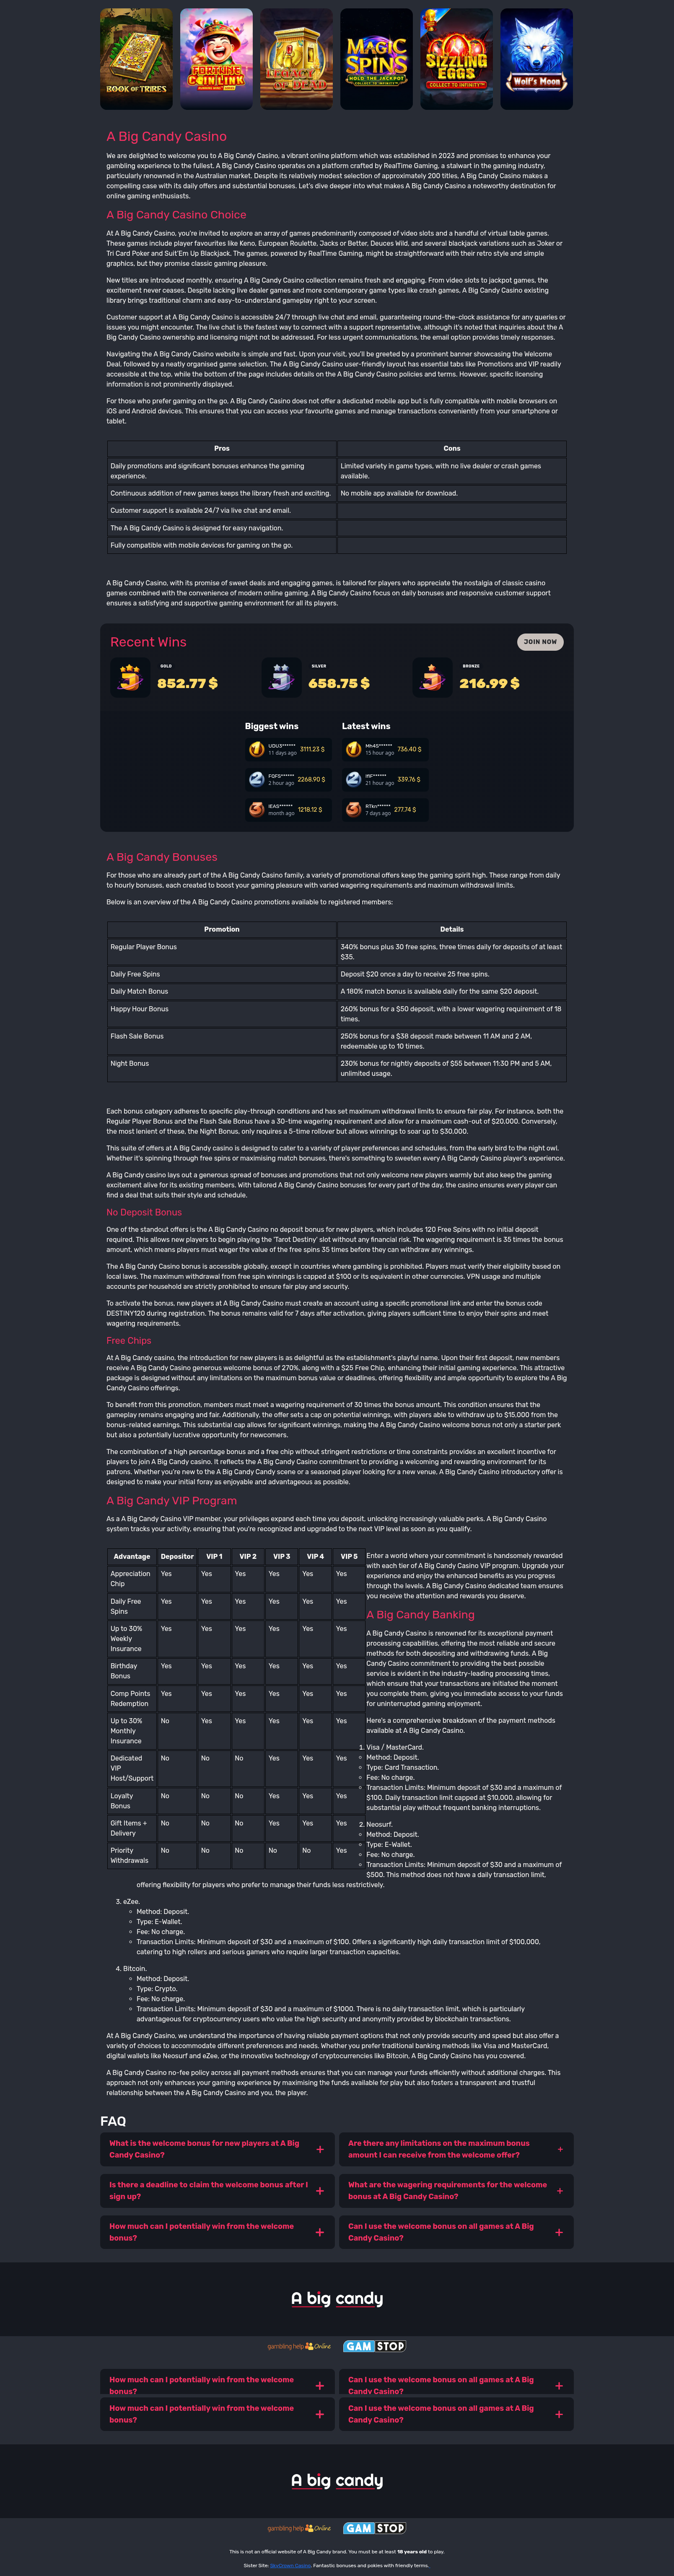 BOOK OF TRIBES
FORTUNE
COIN LINK
LEGACY
OF DEAD
MAGIC
SPINS
HOLD THE JACKPOT
COLLECT TO INFINITY™
SIZZLING
EGGS
COLLECT TO INFINITY™
Wolf's Moon
A Big Candy Casino
We are delighted to welcome you to A Big Candy Casino, a vibrant online platform which was established in 2023 and promises to enhance your
gambling experience to the fullest. A Big Candy Casino operates on a platform crafted by RealTime Gaming, a stalwart in the gaming industry,
particularly renowned in the Australian market. Despite its relatively modest selection of approximately 200 titles, A Big Candy Casino makes a
compelling case with its daily offers and substantial bonuses. Let's dive deeper into what makes A Big Candy Casino a noteworthy destination for
online gaming enthusiasts.
A Big Candy Casino Choice
At A Big Candy Casino, you're invited to explore an array of games predominantly composed of video slots and a handful of virtual table games.
These games include player favourites like Keno, European Roulette, Jacks or Better, Deuces Wild, and several blackjack variations such as Joker or
Tri Card Poker and Suit'Em Up Blackjack. The games, powered by RealTime Gaming, might be straightforward with their retro style and simple
graphics, but they promise classic gaming pleasure.
New titles are introduced monthly, ensuring A Big Candy Casino collection remains fresh and engaging. From video slots to jackpot games, the
excitement never ceases. Despite lacking live dealer games and more contemporary game types like crash games, A Big Candy Casino existing
library brings traditional charm and easy-to-understand gameplay right to your screen.
Customer support at A Big Candy Casino is accessible 24/7 through live chat and email, guaranteeing round-the-clock assistance for any queries or
issues you might encounter. The live chat is the fastest way to connect with a support representative, although it's noted that inquiries about the A
Big Candy Casino ownership and licensing might not be addressed. For less urgent communications, the email option provides timely responses.
Navigating the A Big Candy Casino website is simple and fast. Upon your visit, you'll be greeted by a prominent banner showcasing the Welcome
Deal, followed by a neatly organised game selection. The A Big Candy Casino user-friendly layout has essential tabs like Promotions and VIP readily
accessible at the top, while the bottom of the page includes details on the A Big Candy Casino policies and terms. However, specific licensing
information is not prominently displayed.
For those who prefer gaming on the go, A Big Candy Casino does not offer a dedicated mobile app but is fully compatible with mobile browsers on
iOS and Android devices. This ensures that you can access your favourite games and manage transactions conveniently from your smartphone or
tablet.
Pros Cons
Daily promotions and significant bonuses enhance the gaming
experience.
Limited variety in game types, with no live dealer or crash games
available.
Continuous addition of new games keeps the library fresh and exciting. No mobile app available for download.
Customer support is available 24/7 via live chat and email.
The A Big Candy Casino is designed for easy navigation.
Fully compatible with mobile devices for gaming on the go.
A Big Candy Casino, with its promise of sweet deals and engaging games, is tailored for players who appreciate the nostalgia of classic casino
games combined with the convenience of modern online gaming. A Big Candy Casino focus on daily bonuses and responsive customer support
ensures a satisfying and supportive gaming environment for all its players.
Recent Wins
JOIN NOW
GOLD
852.77 $
SILVER
658.75 $
BRONZE
216.99 $
Biggest wins
UDU3******
11 days ago
3111.23 $
FQFS******
2 hour ago
2268.90 $
IEAS******
month ago
1218.12 $
Latest wins
Mh4S******
15 hour ago
736.40 $
21 hour ago
339.76 $
RTkn******
7 days ago
277.74 $
A Big Candy Bonuses
For those who are already part of the A Big Candy Casino family, a variety of promotional offers keep the gaming spirit high. These range from daily
to hourly bonuses, each created to boost your gaming pleasure with varied wagering requirements and maximum withdrawal limits.
Below is an overview of the A Big Candy Casino promotions available to registered members:
Promotion Details
Regular Player Bonus
340% bonus plus 30 free spins, three times daily for deposits of at least
$35.
Daily Free Spins Deposit $20 once a day to receive 25 free spins.
Daily Match Bonus A 180% match bonus is available daily for the same $20 deposit.
Happy Hour Bonus
260% bonus for a $50 deposit, with a lower wagering requirement of 18
times.
Flash Sale Bonus
250% bonus for a $38 deposit made between 11 AM and 2 AM,
redeemable up to 10 times.
Night Bonus
230% bonus for nightly deposits of $55 between 11:30 PM and 5 AM,
unlimited usage.
Each bonus category adheres to specific play-through conditions and has set maximum withdrawal limits to ensure fair play. For instance, both the
Regular Player Bonus and the Flash Sale Bonus have a 30-time wagering requirement and allow for a maximum cash-out of $20,000. Conversely,
the most lenient of these, the Night Bonus, only requires a 5-time rollover but allows winnings to soar up to $30,000.
This suite of offers at A Big Candy casino is designed to cater to a variety of player preferences and schedules, from the early bird to the night owl.
Whether it's spinning through free spins or maximising match bonuses, there's something to sweeten every A Big Candy Casino player's experience.
A Big Candy casino lays out a generous spread of bonuses and promotions that not only welcome new players warmly but also keep the gaming
excitement alive for its existing members. With tailored A Big Candy Casino bonuses for every part of the day, the casino ensures every player can
find a deal that suits their style and schedule.
No Deposit Bonus
One of the standout offers is the A Big Candy Casino no deposit bonus for new players, which includes 120 Free Spins with no initial deposit
required. This allows new players to begin playing the 'Tarot Destiny' slot without any financial risk. The wagering requirement is 35 times the bonus
amount, which means players must wager the value of the free spins 35 times before they can withdraw any winnings.
The A Big Candy Casino bonus is accessible globally, except in countries where gambling is prohibited. Players must verify their eligibility based on
local laws. The maximum withdrawal from free spin winnings is capped at $100 or its equivalent in other currencies. VPN usage and multiple
accounts per household are strictly prohibited to ensure fair play and security.
To activate the bonus, new players at A Big Candy Casino must create an account using a specific promotional link and enter the bonus code
DESTINY120 during registration. The bonus remains valid for 7 days after activation, giving players sufficient time to enjoy their spins and meet
wagering requirements.
Free Chips
At A Big Candy casino, the introduction for new players is as delightful as the establishment's playful name. Upon their first deposit, new members
receive A Big Candy Casino generous welcome bonus of 270%, along with a $25 Free Chip, enhancing their initial gaming experience. This attractive
package is designed without any limitations on the maximum bonus value or deadlines, offering flexibility and ample opportunity to explore the A Big
Candy Casino offerings.
To benefit from this promotion, members must meet a wagering requirement of 30 times the bonus amount. This condition ensures that the
gameplay remains engaging and fair. Additionally, the offer sets a cap on potential winnings, with players able to withdraw up to $15,000 from the
bonus-related earnings. This substantial cap allows for significant winnings, making the A Big Candy Casino welcome bonus not only a starter perk
but also a potentially lucrative opportunity for newcomers.
The combination of a high percentage bonus and a free chip without stringent restrictions or time constraints provides an excellent incentive for
players to join A Big Candy casino. It reflects the A Big Candy Casino commitment to providing a welcoming and rewarding environment for its
patrons. Whether you're new to the A Big Candy Candy scene or a seasoned player looking for a new venue, A Big Candy Casino introductory offer is
designed to make your initial foray as enjoyable and advantageous as possible.
A Big Candy VIP Program
As a A Big Candy Casino VIP member, your privileges expand each time you deposit, unlocking increasingly valuable perks. A Big Candy Casino
system tracks your activity, ensuring that you're recognized and upgraded to the next VIP level as soon as you qualify.
Advantage Depositor VIP 1 VIP 2 VIP 3 VIP 4 VIP 5
Appreciation
Chip
Yes Yes Yes Yes Yes Yes
Daily Free
Spins
Yes Yes Yes Yes Yes Yes
Up to 30%
Weekly
Insurance
Yes Yes Yes Yes Yes Yes
Birthday
Bonus
Yes Yes Yes Yes Yes Yes
Comp Points
Redemption
Yes Yes Yes Yes Yes Yes
Up to 30%
Monthly
Insurance
No Yes Yes Yes Yes Yes
Dedicated
VIP
Host/Support
No No No Yes Yes Yes
Loyalty
Bonus
No No No Yes Yes Yes
Gift Items +
Delivery
No No No Yes Yes Yes
Priority
Withdrawals
No No No No No Yes
Enter a world where your commitment is handsomely rewarded
with each tier of A Big Candy Casino VIP program. Upgrade your
experience and enjoy the enhanced benefits as you progress
through the levels. A Big Candy Casino dedicated team ensures
you receive the attention and rewards you deserve.
A Big Candy Banking
A Big Candy Casino is renowned for its exceptional payment
processing capabilities, offering the most reliable and secure
methods for both depositing and withdrawing funds. A Big
Candy Casino commitment to providing the best possible
service is evident in the industry-leading processing times,
which ensure that your transactions are initiated the moment
you complete them, giving you immediate access to your funds
for uninterrupted gaming enjoyment.
Here's a comprehensive breakdown of the payment methods
available at A Big Candy Casino.
1. Visa / MasterCard.
Method: Deposit.
Type: Card Transaction.
Fee: No charge.
Transaction Limits: Minimum deposit of $30 and a maximum of
$100. Daily transaction limit capped at $10,000, allowing for
substantial play without frequent banking interruptions.
2. Neosurf.
Method: Deposit.
Type: E-Wallet.
Fee: No charge.
Transaction Limits: Minimum deposit of $30 and a maximum of
$500. This method does not have a daily transaction limit,
offering flexibility for players who prefer to manage their funds less restrictively.
3. eZee.
Method: Deposit.
Type: E-Wallet.
Fee: No charge.
Transaction Limits: Minimum deposit of $30 and a maximum of $100. Offers a significantly high daily transaction limit of $100,000,
catering to high rollers and serious gamers who require larger transaction capacities.
4. Bitcoin.
Method: Deposit.
Type: Crypto.
Fee: No charge.
Transaction Limits: Minimum deposit of $30 and a maximum of $1000. There is no daily transaction limit, which is particularly
advantageous for cryptocurrency users who value the high security and anonymity provided by blockchain transactions.
At A Big Candy Casino, we understand the importance of having reliable payment options that not only provide security and speed but also offer a
variety of choices to accommodate different preferences and needs. Whether you prefer traditional banking methods like Visa and MasterCard,
digital wallets like Neosurf and eZee, or the innovative technology of cryptocurrencies like Bitcoin, A Big Candy Casino has you covered.
A Big Candy Casino no-fee policy across all payment methods ensures that you can manage your funds efficiently without additional charges. This
approach not only enhances your gaming experience by maximising the funds available for play but also fosters a transparent and trustful
relationship between the A Big Candy Casino and you, the player.
FAQ
What is the welcome bonus for new players at A Big
Candy Casino?
Are there any limitations on the maximum bonus
amount I can receive from the welcome offer?
Is there a deadline to claim the welcome bonus after I
sign up?
What are the wagering requirements for the welcome
bonus at A Big Candy Casino?
How much can I potentially win from the welcome
bonus?
Can I use the welcome bonus on all games at A Big
Candy Casino?
A big candy
gambling help Online
GAMSTOP
How much can I potentially win from the welcome
bonus?
Can I use the welcome bonus on all games at A Big
Candy Casino?
How much can I potentially win from the welcome
bonus?
Can I use the welcome bonus on all games at A Big
Candy Casino?
A big candy
gambling help Online
GAMSTOP
This is not an official website of A Big Candy brand. You must be at least 18 years old to play.
Sister Site: Casino. Fantastic bonuses and pokies with friendly terms.